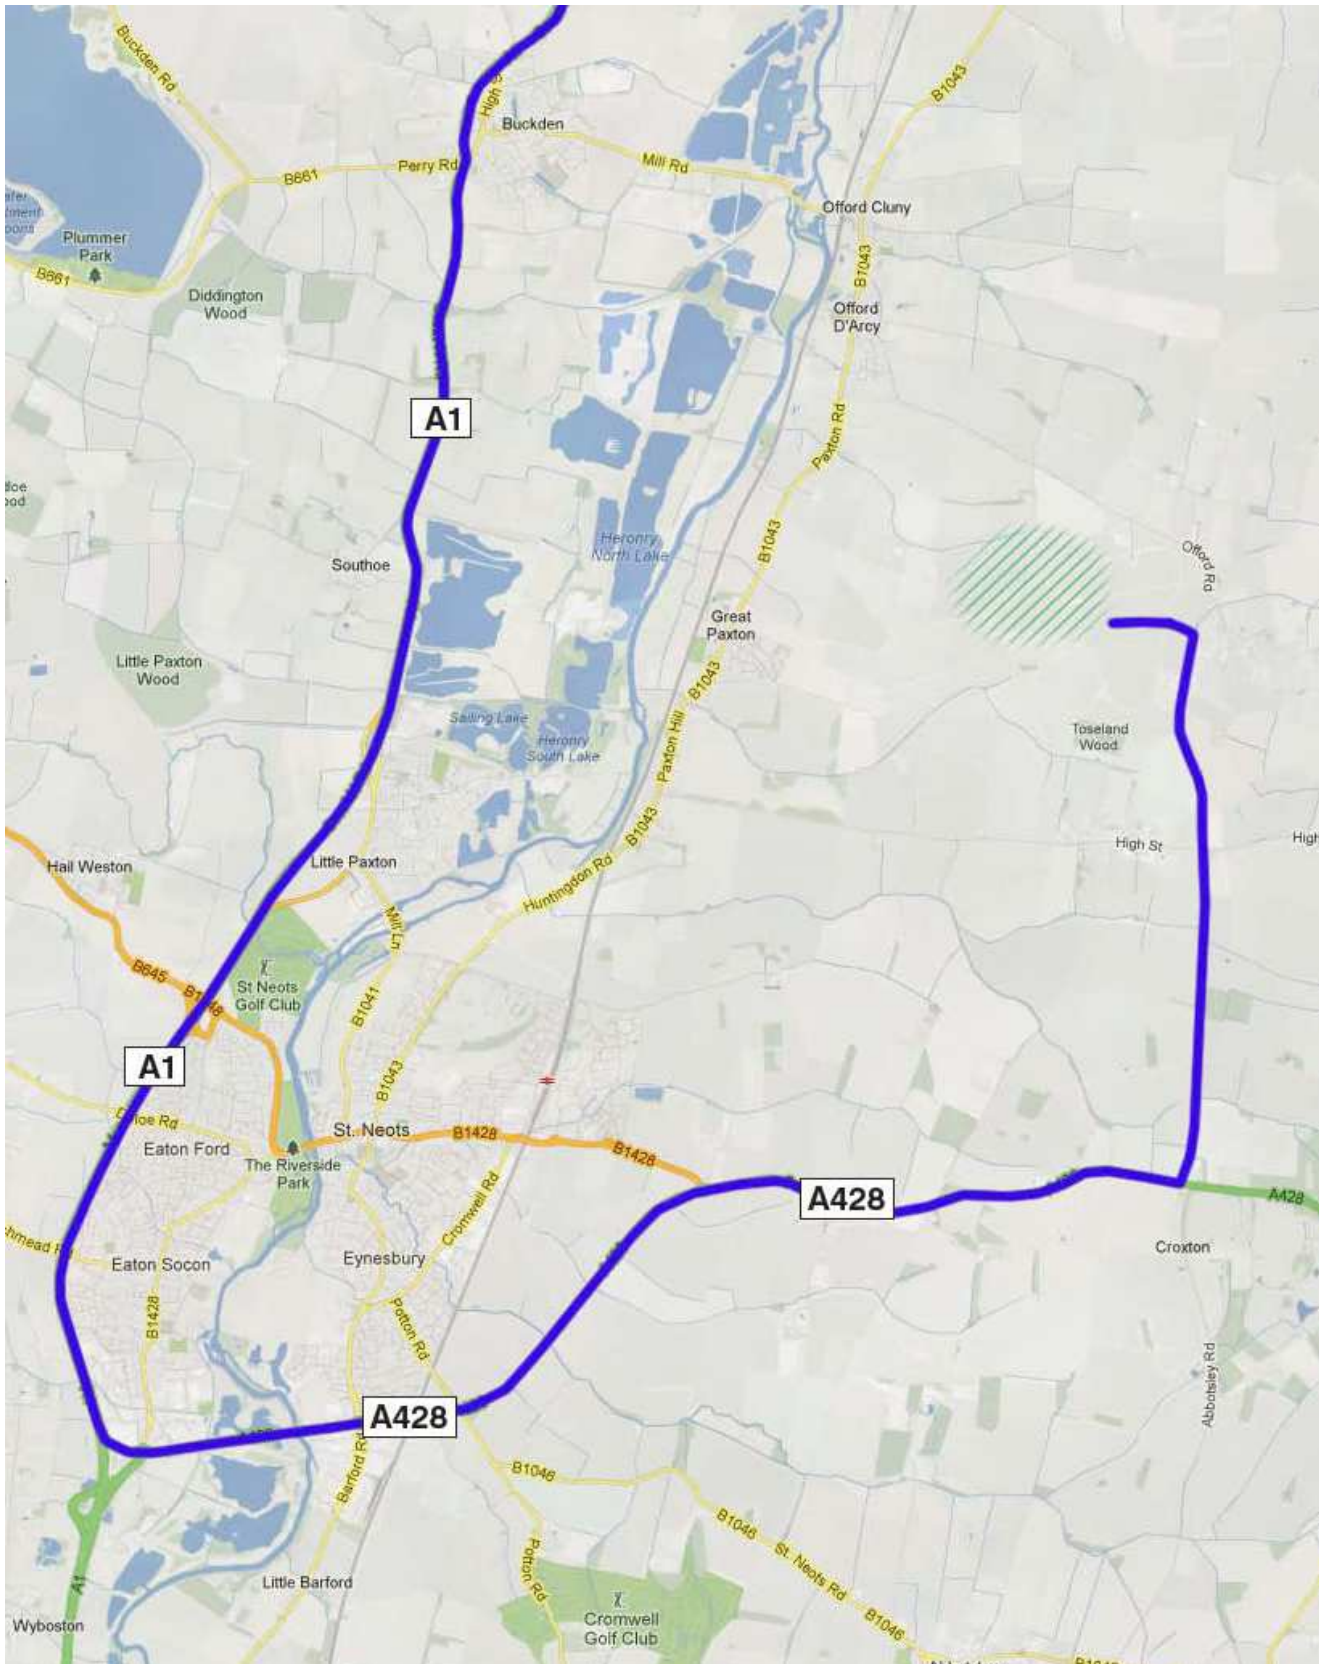 Buckden Rd
High S
Buckden
B1043
Perry Rd
B661
Mill Rd
Offord Cluny
Plummer
Park
B661
B1043
Diddington
Wood
Offord
D'Arcy
A1
Paxton Rd
Heronry
North Lake
B1043
Offord Rd
Southoe
Great
Paxton
Little Paxton
Wood
B1043
Sailing Lake
Heronry
South Lake
Paxton Hill
Toseland
Wood
B1043
High St
High
Hail Weston
Little Paxton
Huntingdon Rd
Mill Ln
B645
St Neots
Golf Club
B1041
A1
B1043
St. Neots
B1428
Eaton Ford
The Riverside
Park
B1428
Cromwell Rd
A428
A428
Eaton Socon
Eynesbury
Croxton
B1428
Potton Rd
Abbotsley Rd
A428
Barford R
B1046
B1046
St. Neots Rd
Potton Rd
A1
Little Barford
Cromwell
Golf Club
B1046
Wyboston